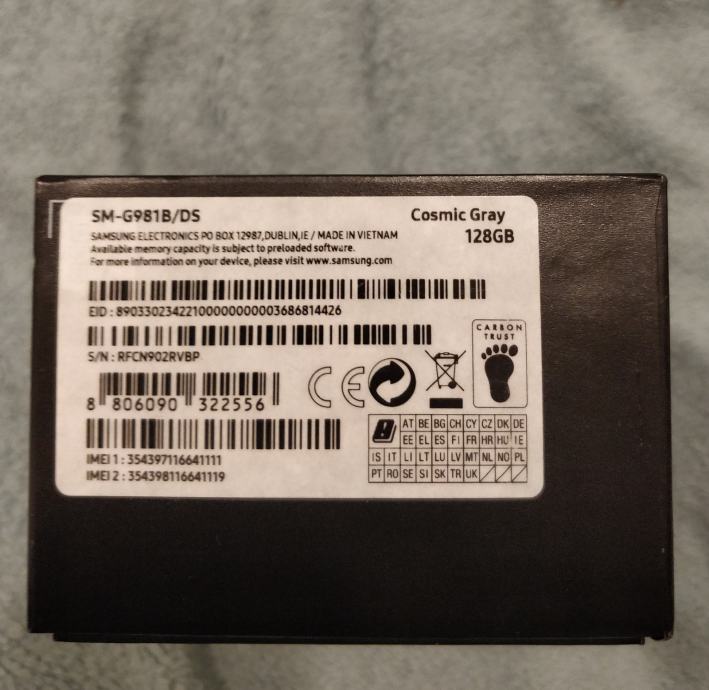 SM-G981B/DS
Cosmic Gray
SAMSUNG ELECTRONICS PO BOX 12987,DUBLIN,IE / MADE IN VIETNAM
128GB
Available memory capacity is subject to preloaded software.
For more information on your device, please visit www.samsung.com
EID : 89033023422100000000003686814426
S/N : RFCN902RVBP
CARBON
TRUST
8 806090 322556
CE
AT BE BG CH CY CZ DK DE
EE EL ES FI FR HR HU IE
IS IT LI LT LU LV MT NL NO PL
PT RO SE SI SK TR UK
IMEI 1 : 354397116641111
IMEI 2 : 354398116641119